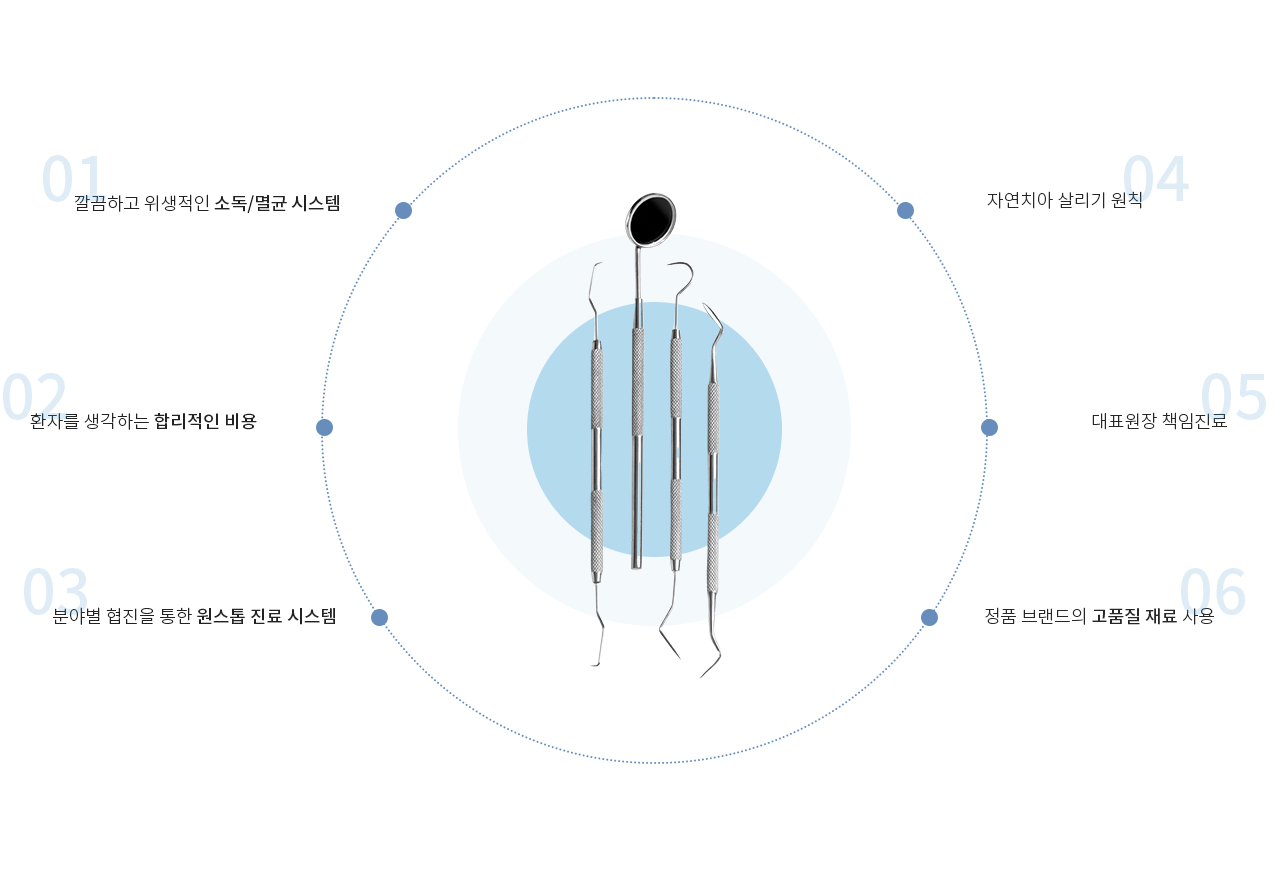 01
깔끔하고 위생적인 소독/멸균 시스템
02
환자를 생각하는 합리적인 비용
03
분야별 협진을 통한 원스톱 진료 시스템
04
자연치아 살리기 원칙
05
대표원장 책임진료
06
정품 브랜드의 고품질 재료 사용